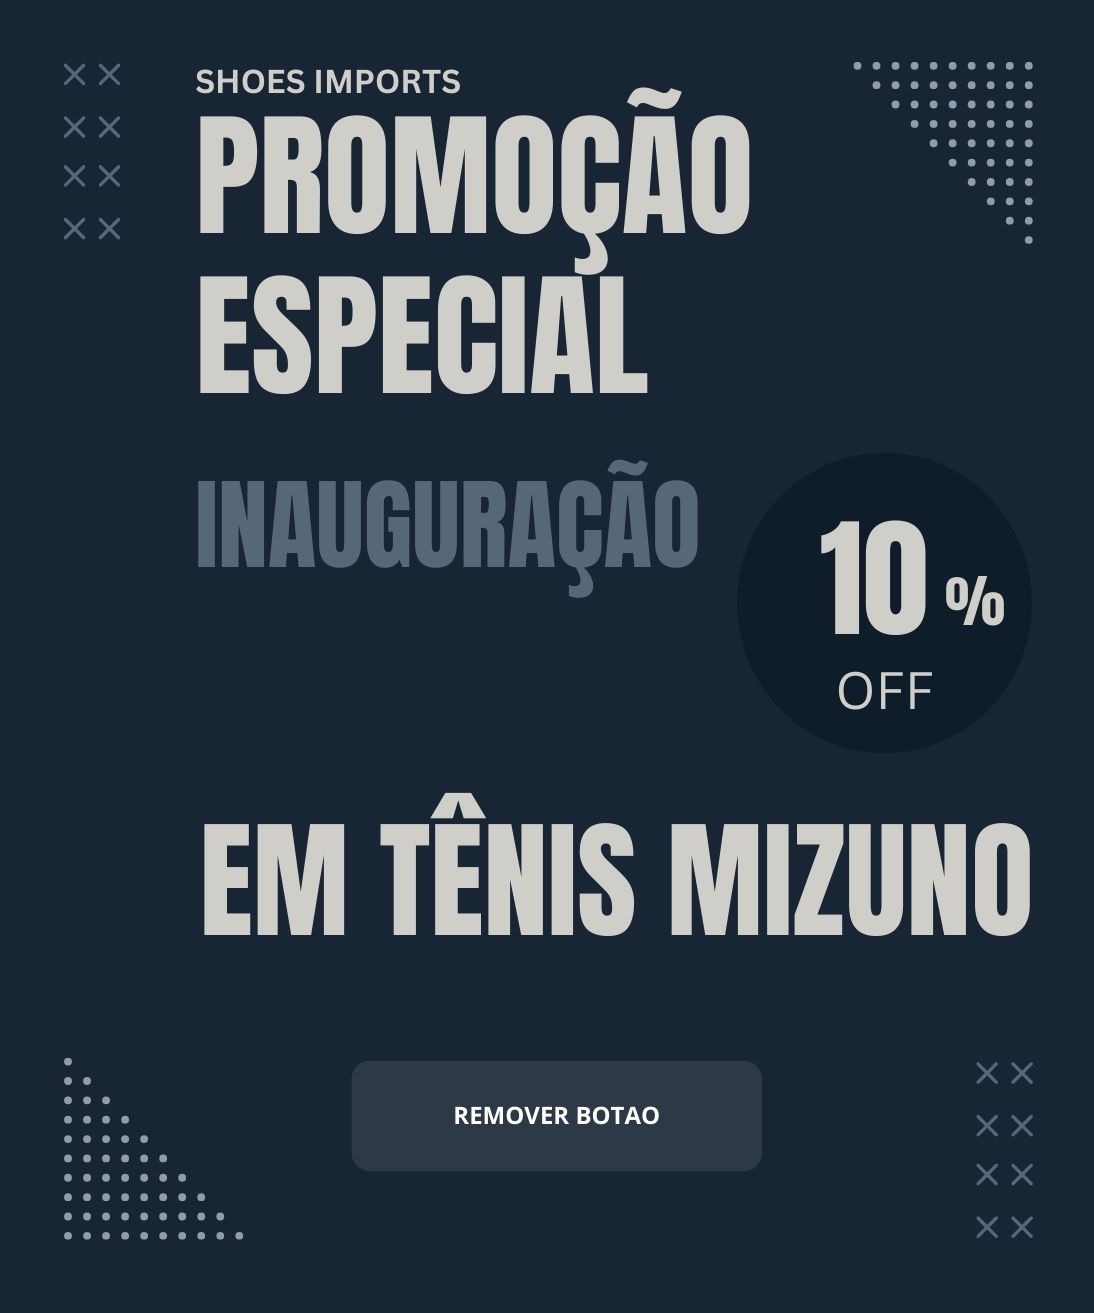 SHOES IMPORTS
PROMOÇÃO
ESPECIAL
INAUGURAÇÃO
10 %
OFF
EM TÊNIS MIZUNO
REMOVER BOTAO